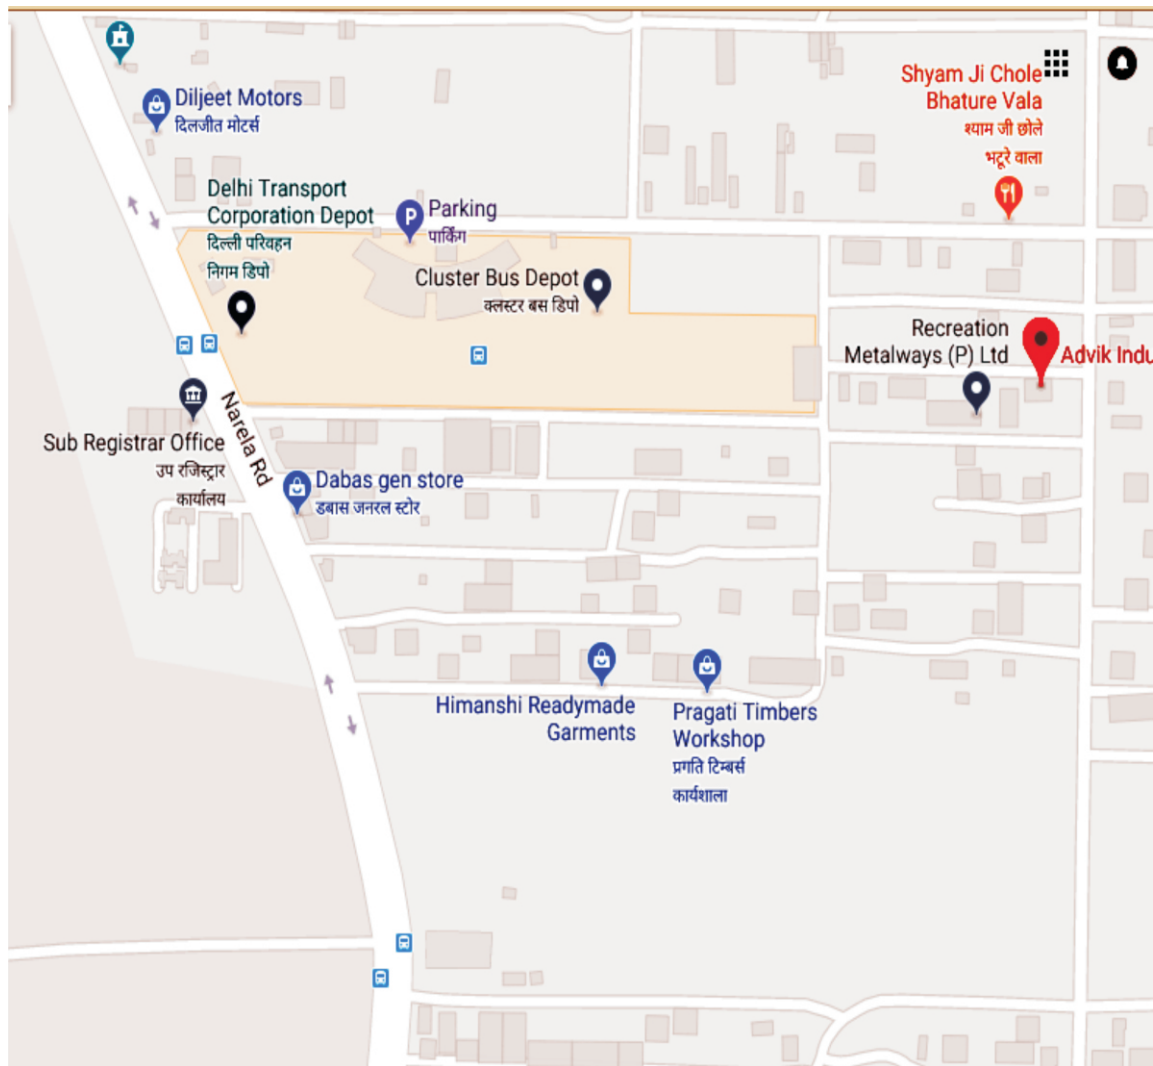 Shyam Ji Chole
Bhature Vala
श्याम जी छोले
भटूरे वाला
Diljeet Motors
दिलजीत मोटर्स
Delhi Transport
Corporation Depot
दिल्ली परिवहन
निगम डिपो
P
Parking
पार्किंग
Cluster Bus Depot
क्लस्टर बस डिपो
Recreation
Metalways (P) Ltd
Advik Indu
Narela Rd
Sub Registrar Office
उप रजिस्ट्रार
कार्यालय
Dabas gen store
डबास जनरल स्टोर
Himanshi Readymade
Garments
Pragati Timbers
Workshop
प्रगति टिम्बर्स
कार्यशाला